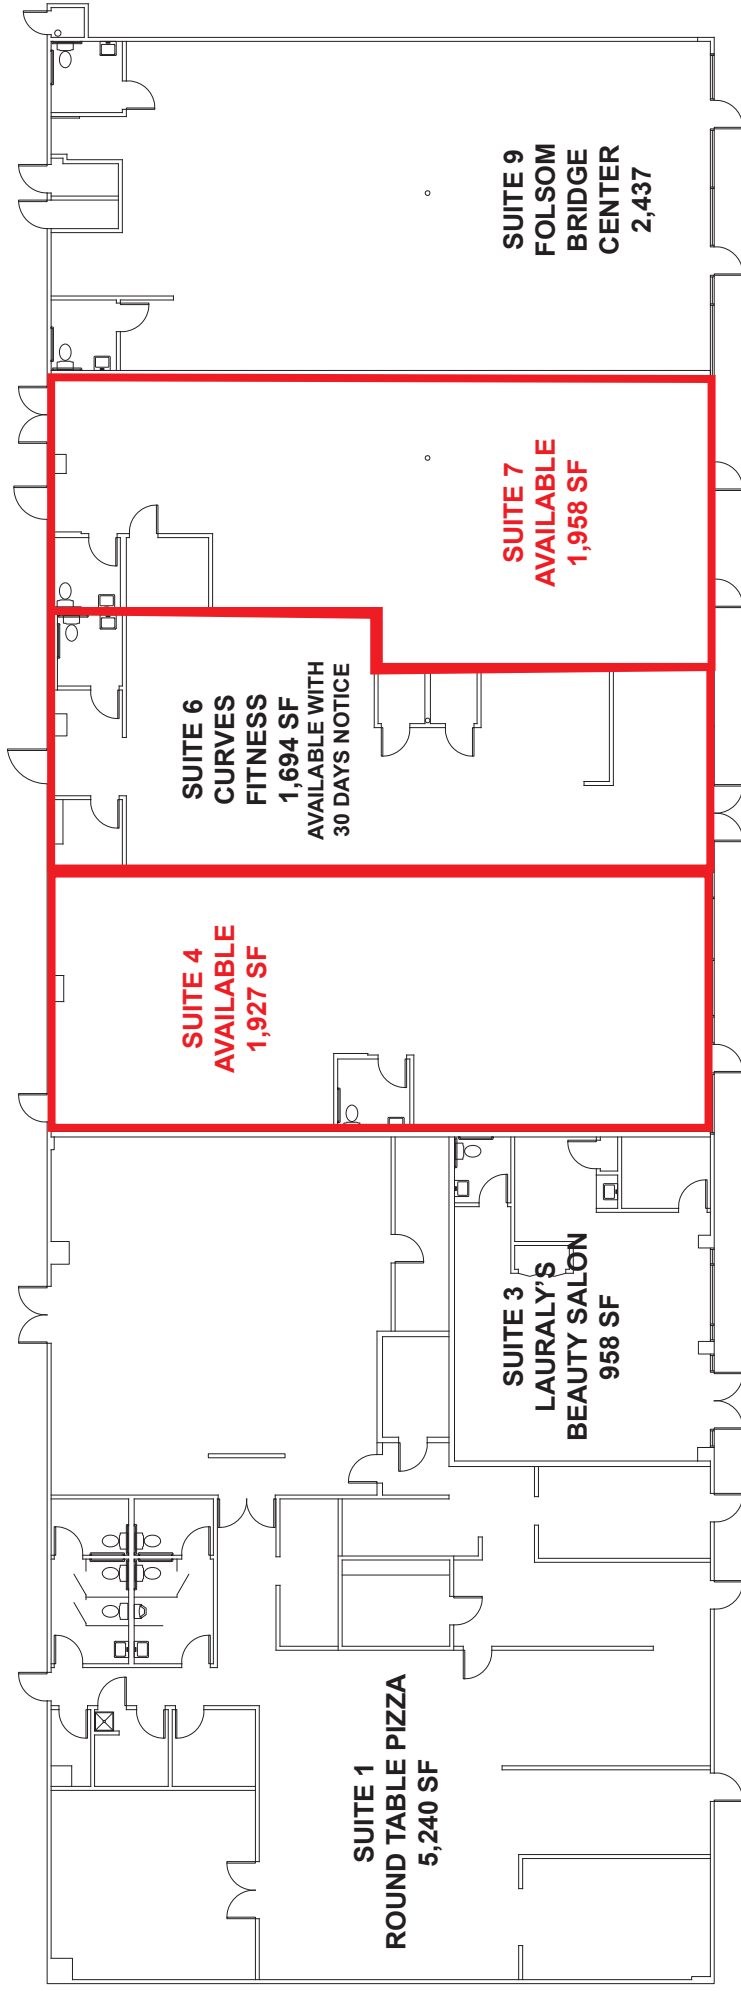 SUITE 1
ROUND TABLE PIZZA
5,240 SF
SUITE 3
LAURALY'S
BEAUTY SALON
958 SF
SUITE 4
AVAILABLE
1,927 SF
SUITE 6
CURVES
FITNESS
1,694 SF
AVAILABLE WITH
30 DAYS NOTICE
SUITE 7
AVAILABLE
1,958 SF
SUITE 9
FOLSOM
BRIDGE
CENTER
2,437